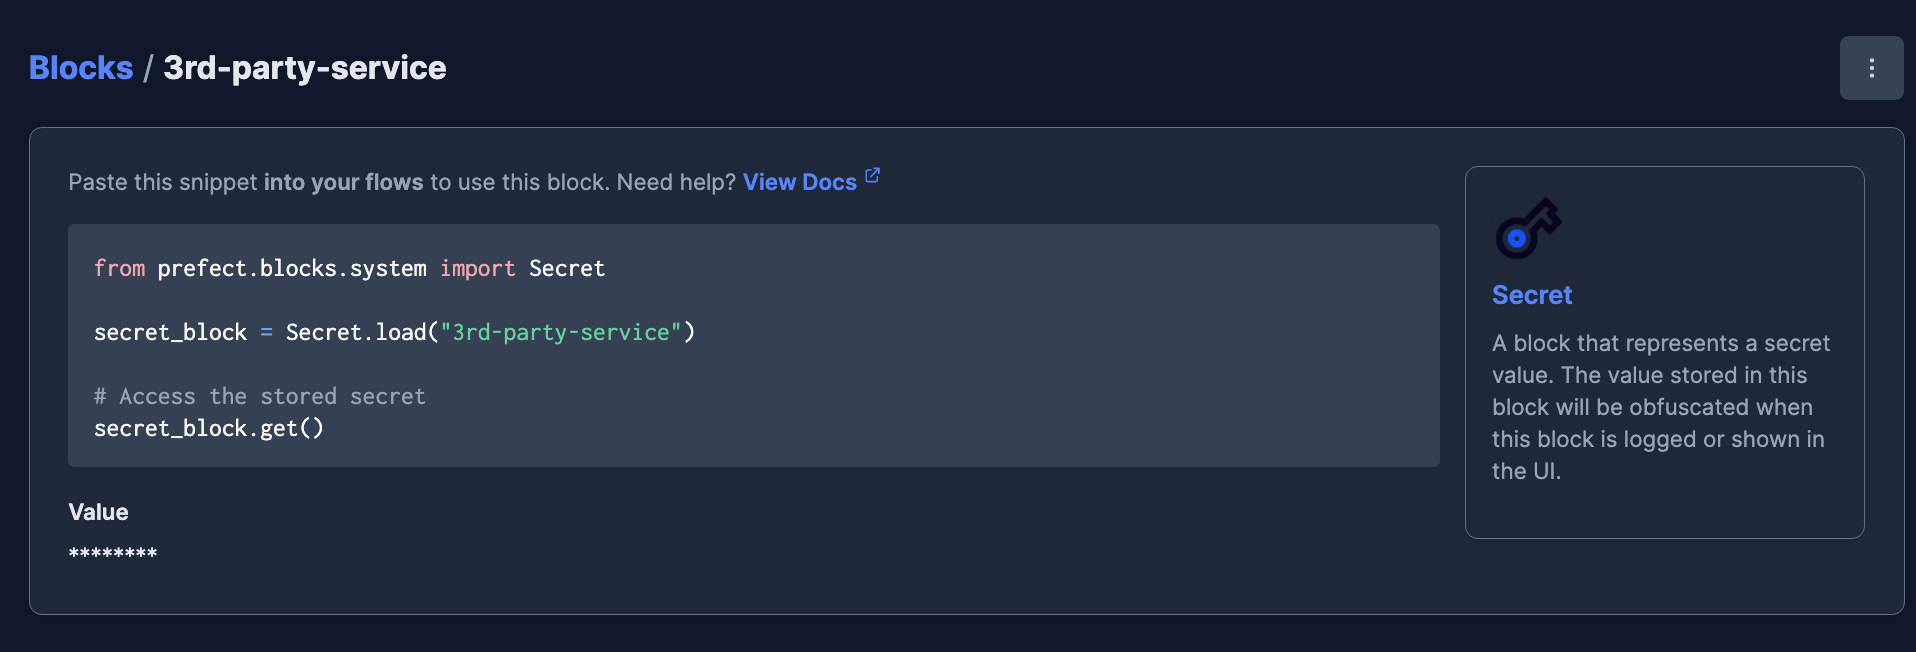 Blocks / 3rd-party-service
Paste this snippet into your flows to use this block. Need help? View Docs
from prefect.blocks.system import Secret
secret_block = Secret.load("3rd-party-service")
# Access the stored secret
secret_block.get()
Value
********
Secret
A block that represents a secret
value. The value stored in this
block will be obfuscated when
this block is logged or shown in
the UI.